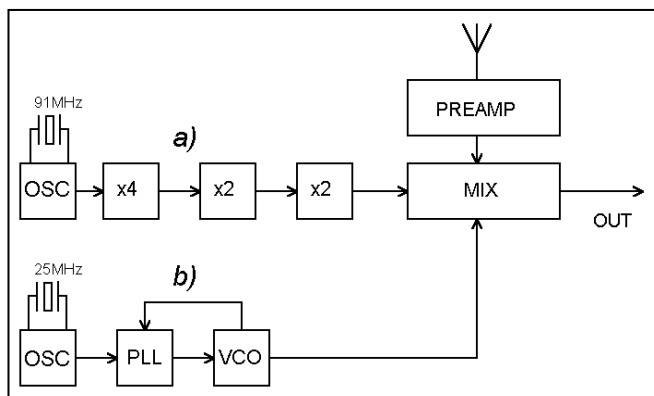 PREAMP
91MHz
a)
OSC
x4
x2
x2
MIX
OUT
25MHz
b)
OSC
PLL
VCO